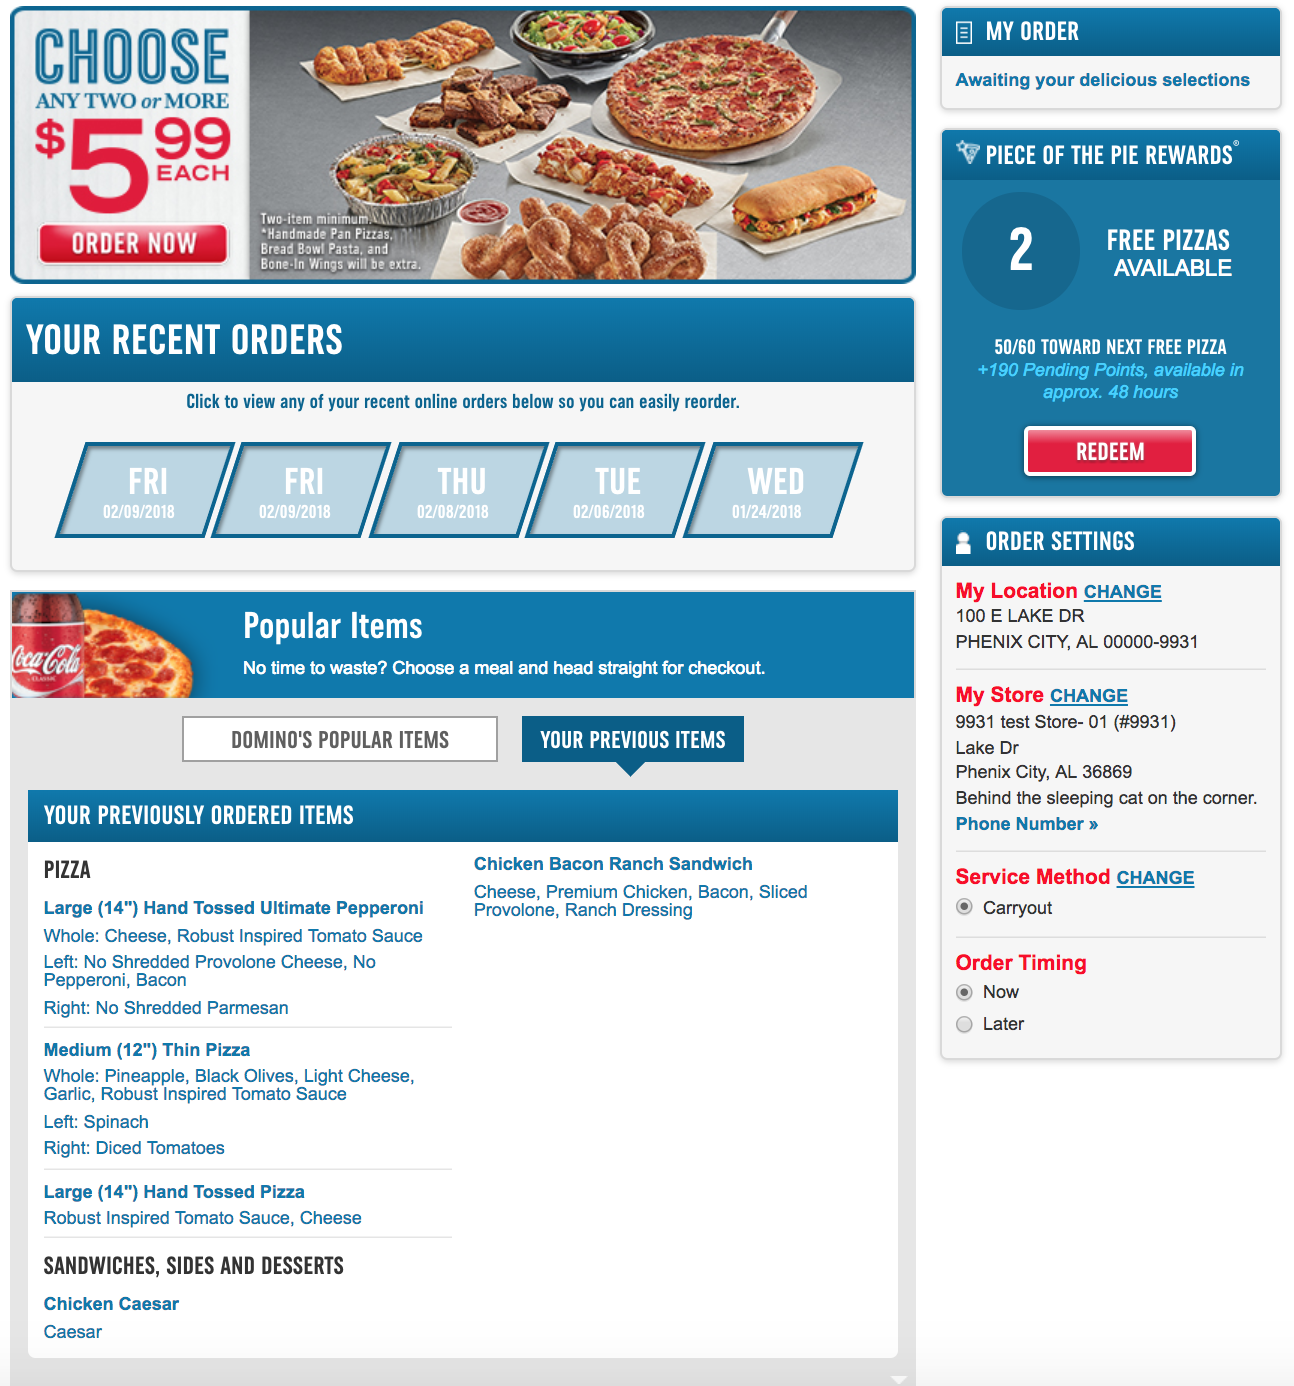 CHOOSE
ANY TWO or MORE
$5.99
EACH
ORDER NOW
Two-item minimum.
*Handmade Pan Pizzas,
Bread Bowl Pasta, and
Bone-In Wings will be extra.
YOUR RECENT ORDERS
Click to view any of your recent online orders below so you can easily reorder.
FRI
02/09/2018
FRI
02/09/2018
THU
02/08/2018
TUE
02/06/2018
WED
01/24/2018
Coca-Cola
CLASSIC
Popular Items
No time to waste? Choose a meal and head straight for checkout.
DOMINO'S POPULAR ITEMS
YOUR PREVIOUS ITEMS
YOUR PREVIOUSLY ORDERED ITEMS
PIZZA
Large (14") Hand Tossed Ultimate Pepperoni
Whole: Cheese, Robust Inspired Tomato Sauce
Left: No Shredded Provolone Cheese, No
Pepperoni, Bacon
Right: No Shredded Parmesan
Medium (12") Thin Pizza
Whole: Pineapple, Black Olives, Light Cheese,
Garlic, Robust Inspired Tomato Sauce
Left: Spinach
Right: Diced Tomatoes
Large (14") Hand Tossed Pizza
Robust Inspired Tomato Sauce, Cheese
SANDWICHES, SIDES AND DESSERTS
Chicken Caesar
Caesar
Chicken Bacon Ranch Sandwich
Cheese, Premium Chicken, Bacon, Sliced
Provolone, Ranch Dressing
MY ORDER
Awaiting your delicious selections
PIECE OF THE PIE REWARDS®
2
FREE PIZZAS
AVAILABLE
50/60 TOWARD NEXT FREE PIZZA
+190 Pending Points, available in
approx. 48 hours
REDEEM
ORDER SETTINGS
My Location CHANGE
100 E LAKE DR
PHENIX CITY, AL 00000-9931
My Store CHANGE
9931 test Store- 01 (#9931)
Lake Dr
Phenix City, AL 36869
Behind the sleeping cat on the corner.
Phone Number »
Service Method CHANGE
Carryout
Order Timing
Now
Later